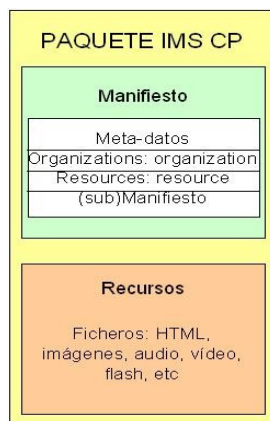 PAQUETE IMS CP
Manifiesto
Meta-datos
Organizations: organization
Resources: resource
(sub)Manifiesto
Recursos
Ficheros: HTML,
imágenes, audio, vídeo,
flash, etc